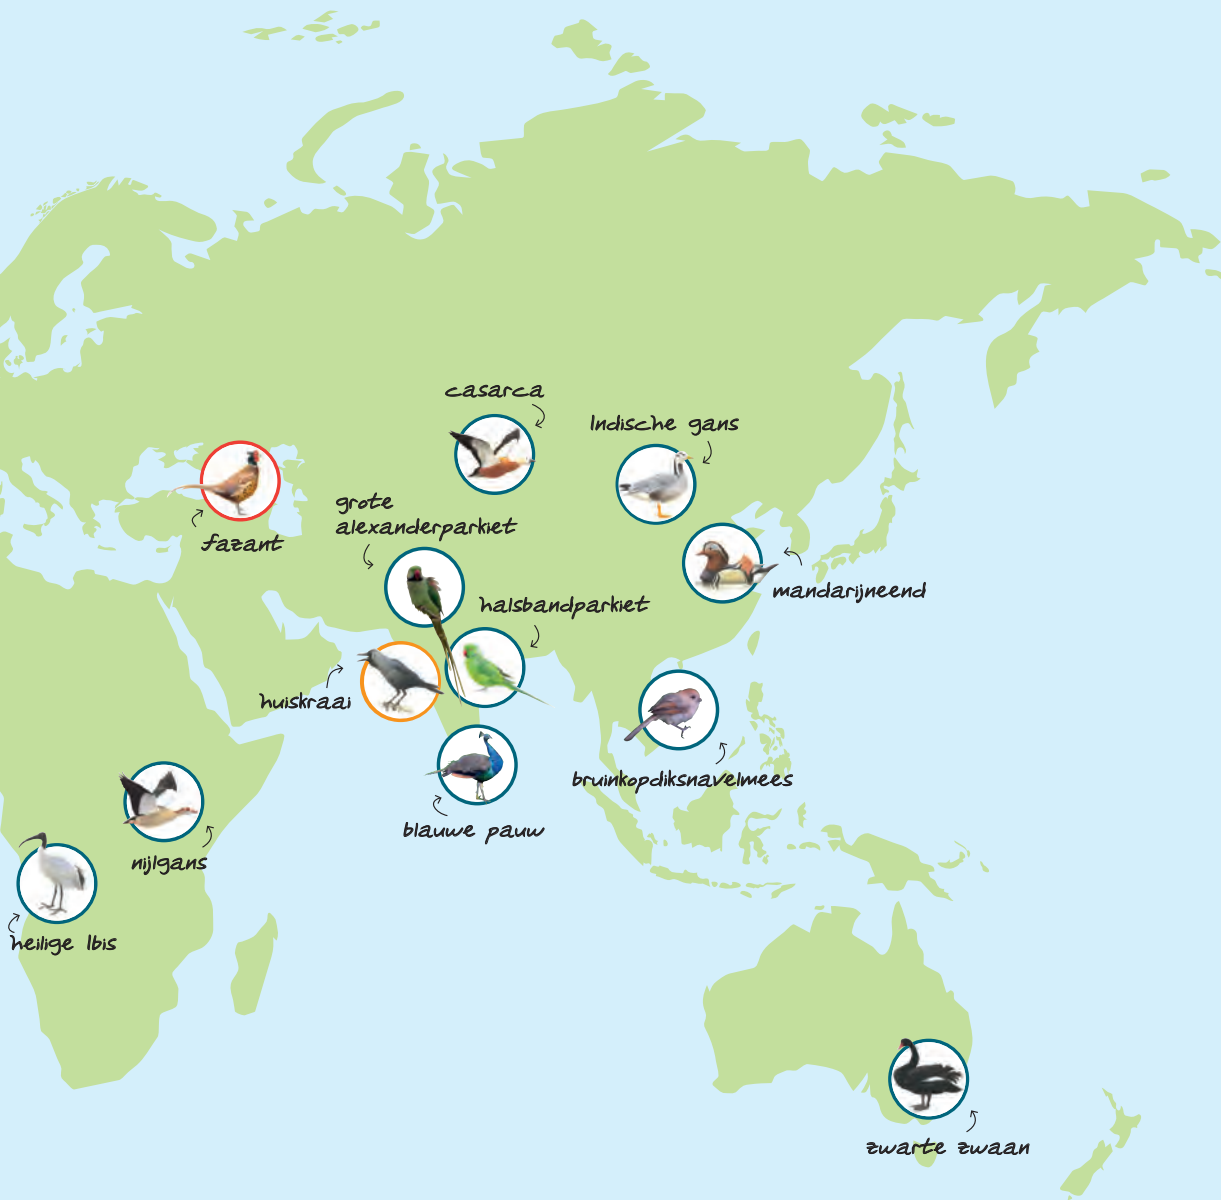 casarca
Indische gans
grote
alexanderparkiet
fazant
mandarijneend
halsbandparkiet
huiskraai
bruinkopdiksnavelmees
blauwe pauw
nijlgans
heilige Ibis
zwarte zwaan